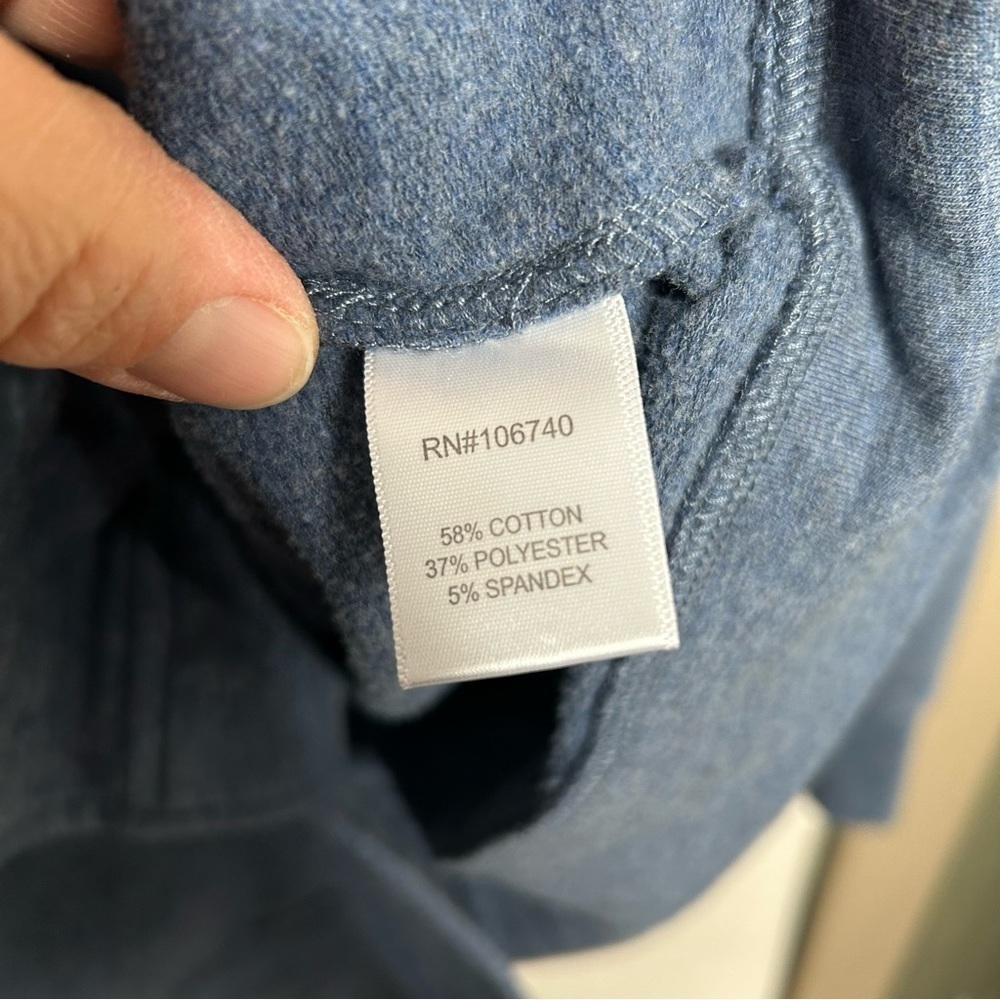 RN#106740
58% COTTON
37% POLYESTER
5% SPANDEX